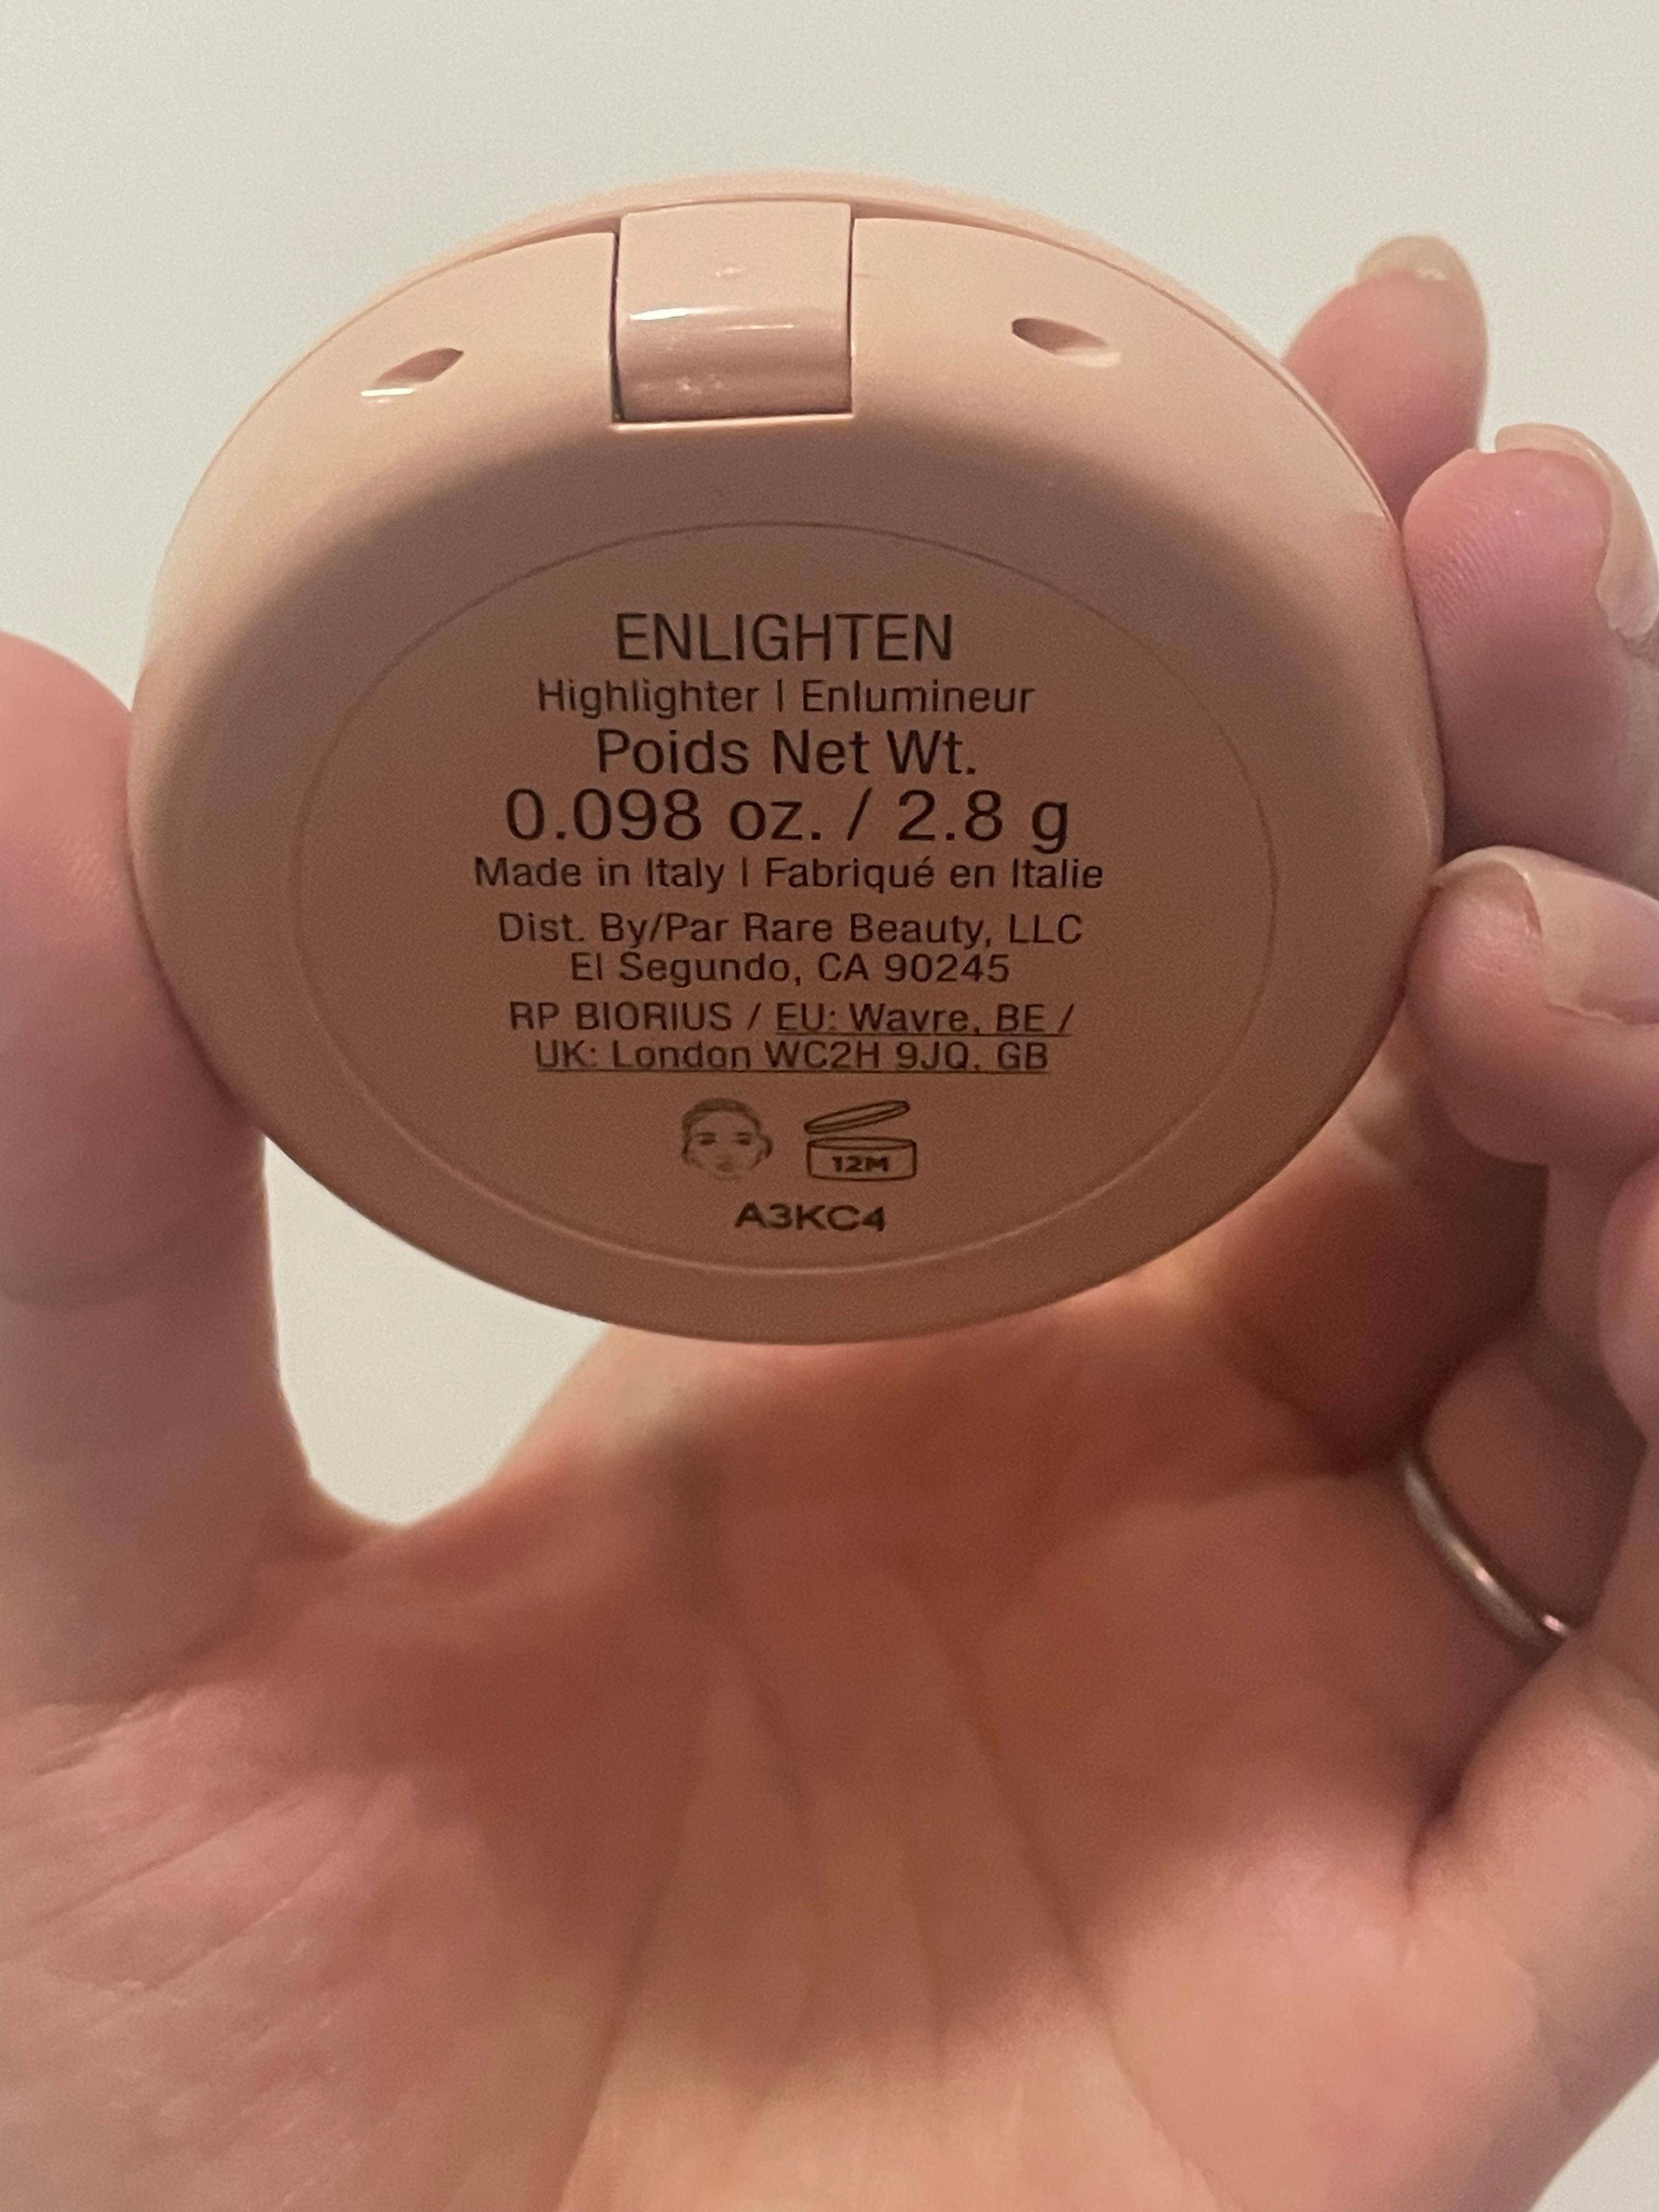 ENLIGHTEN
Highlighter | Enlumineur
Poids Net Wt.
0.098 oz. / 2.8 g
Made in Italy | Fabriqué en Italie
Dist. By/Par Rare Beauty, LLC
El Segundo, CA 90245
RP BIORIUS / EU: Wavre, BE /
UK: London WC2H 9JQ, GB
12M
A3KC4